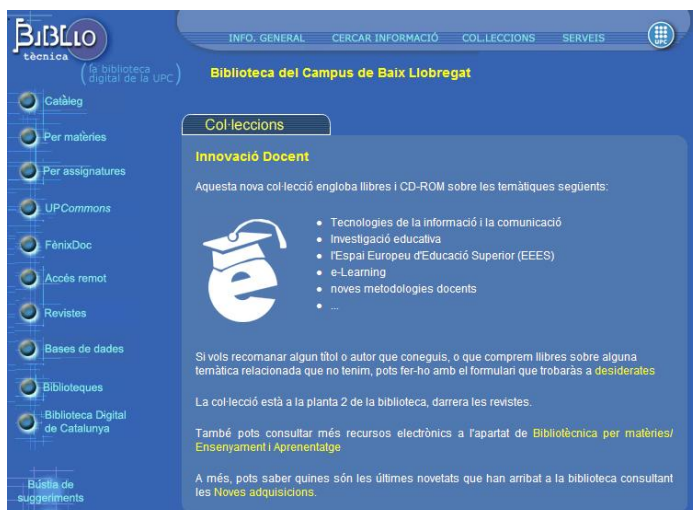 BIBLIO
tècnica
(la biblioteca
digital de la UPC)
INFO. GENERAL CERCAR INFORMACIÓ COL.LECCIONS SERVEIS
UPC
Biblioteca del Campus de Baix Llobregat
Catàleg
Per matèries
Per assignatures
UPCommons
FènixDoc
Accés remot
Revistes
Bases de dades
Biblioteques
Biblioteca Digital
de Catalunya
Bústia de
suggeriments
Col·leccions
Innovació Docent
Aquesta nova col·lecció engloba llibres i CD-ROM sobre les temàtiques següents:
e
• Tecnologies de la informació i la comunicació
• Investigació educativa
• l'Espai Europeu d'Educació Superior (EEES)
• e-Learning
• noves metodologies docents
• ...
Si vols recomanar algun títol o autor que coneguis, o que comprem llibres sobre alguna
temàtica relacionada que no tenim, pots fer-ho amb el formulari que trobaràs a desiderates
La col·lecció està a la planta 2 de la biblioteca, darrera les revistes.
També pots consultar més recursos electrònics a l'apartat de Bibliotècnica per matèries/
Ensenyament i Aprenentatge
A més, pots saber quines són les últimes novetats que han arribat a la biblioteca consultant
les Noves adquisicions.